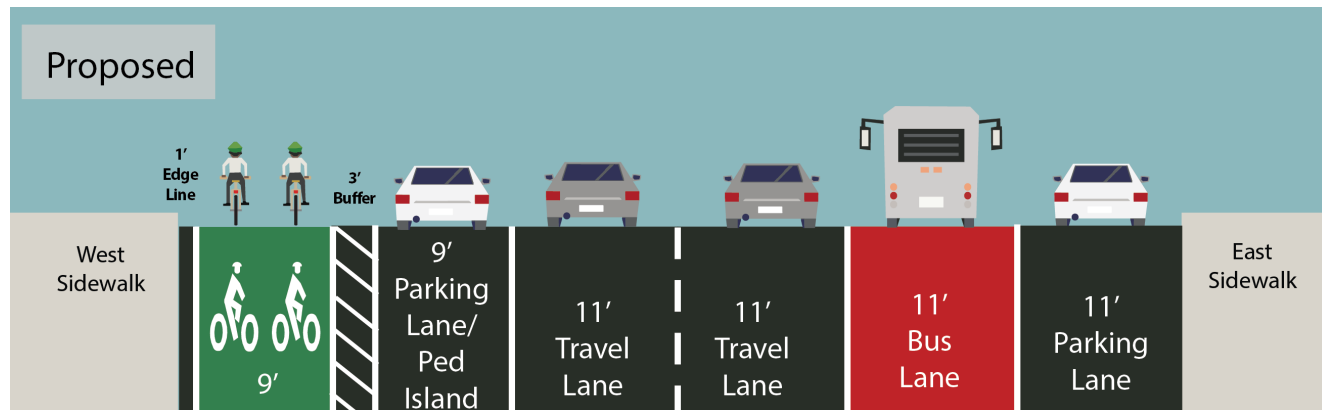 Proposed
1’
Edge
Line
3’
Buffer
West
Sidewalk
9’
9’
Parking
Lane/
Ped
Island
11’
Travel
Lane
11’
Travel
Lane
11’
Bus
Lane
11’
Parking
Lane
East
Sidewalk